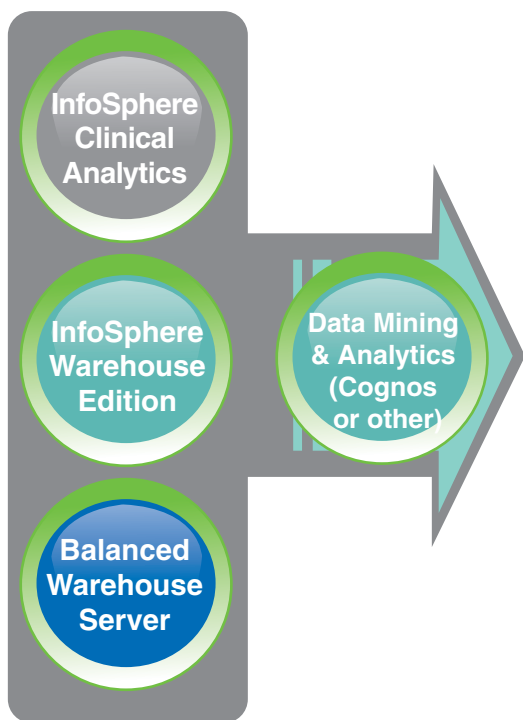 InfoSphere
Clinical
Analytics
InfoSphere
Warehouse
Edition
Data Mining
& Analytics
(Cognos
or other)
Balanced
Warehouse
Server